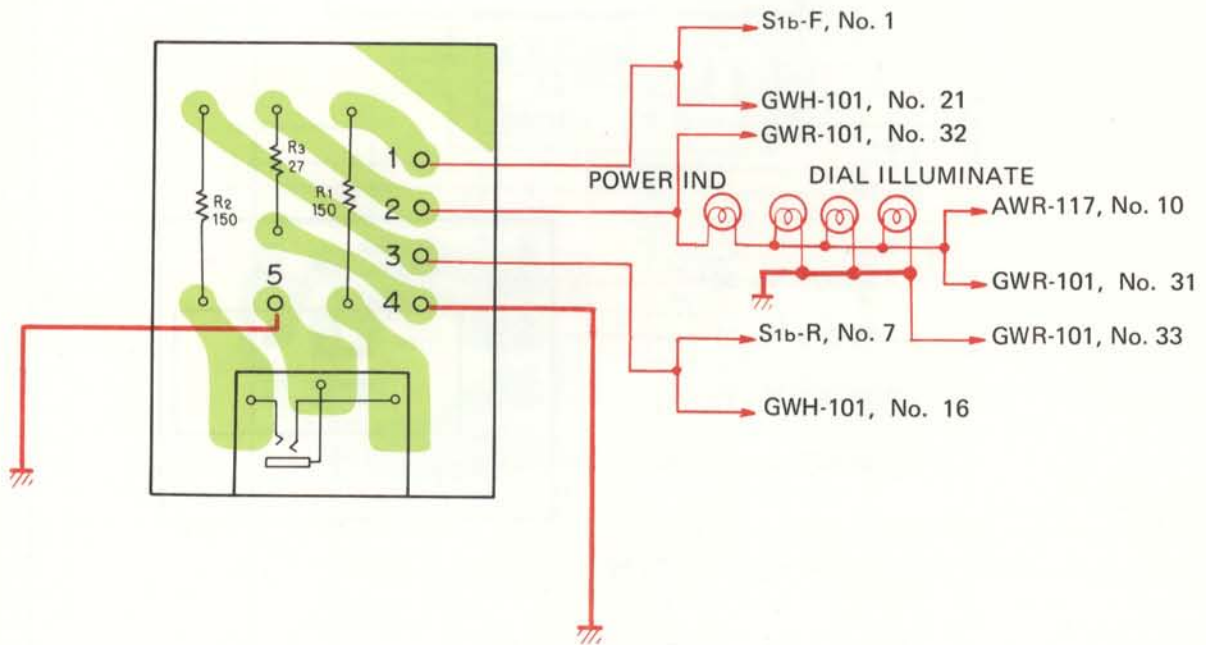 S1b-F, No. 1
GWH-101, No. 21
GWR-101, No. 32
POWER IND
DIAL ILLUMINATE
AWR-117, No. 10
GWR-101, No. 31
GWR-101, No. 33
S1b-R, No. 7
GWH-101, No. 16
R3
27
R1
150
R2
150
1
2
3
4
5